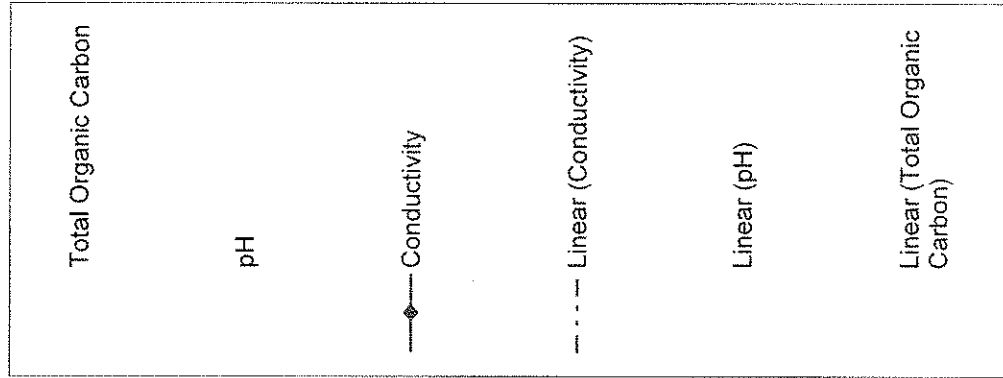 Total Organic Carbon
pH
Conductivity
Linear (Conductivity)
Linear (pH)
Linear (Total Organic
Carbon)